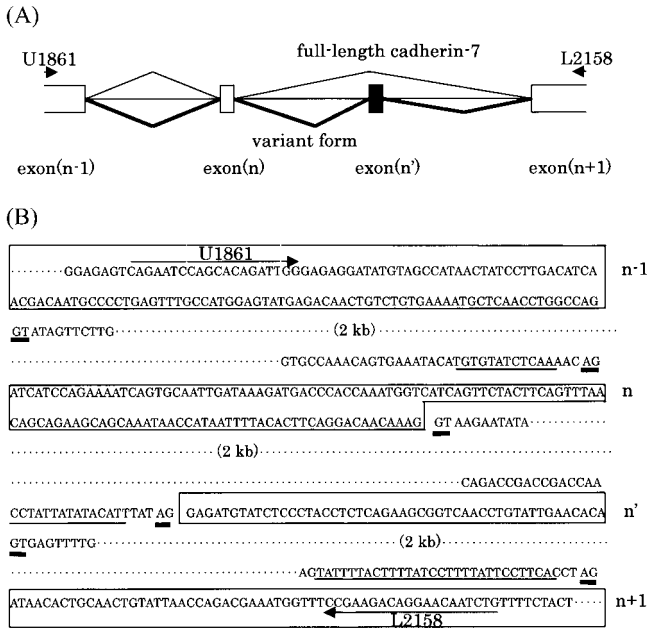 (A)
U1861
full-length cadherin-7
L2158
variant form
exon(n-1)
exon(n)
exon(n')
exon(n+1)
(B)
U1861
········GGAGAGTCAGAATCCAGCACAGATTGGGAGAGGATATGTAGCCATAACTATCCTTGACATCA
n-1
ACGACAATGCCCCTGAGTTTGCCATGGAGTATGAGACAACTGTCTGTGAAAATGCTCAACCTGGCCAG
GTATAGTTCTTG··············(2 kb)··············
··············GTGCCAAACAGTGAAATACATGTGTATCTCAAAACAG
ATCATCCAGAAAATCAGTGCAATTGATAAAGATGACCCACCAAATGGTCATCAGTTCTACTTCAGTTTAA
n
CAGCAGAAGCAGCAAATAACCATAATTTTACACTTCAGGACAACAAAG GTAAGAATATA··········
··············(2 kb)··············
··············CAGACCGACCGACCAA
CCTATTATATACATTTATAG GAGATGTATCTCCCTACCTCTCAGAAGCGGTCAACCTGTATTGAACACA
n'
GTGAGTTTTG··············(2 kb)··············
··············AGTATTTTACTTTTATCCTTTTATTCCTTCACCTAG
ATAACACTGCAACTGTATTAACCAGACGAAATGGTTTCCGAAGACAGGAACAATCTGTTTTCTACT·····
n+1
L2158